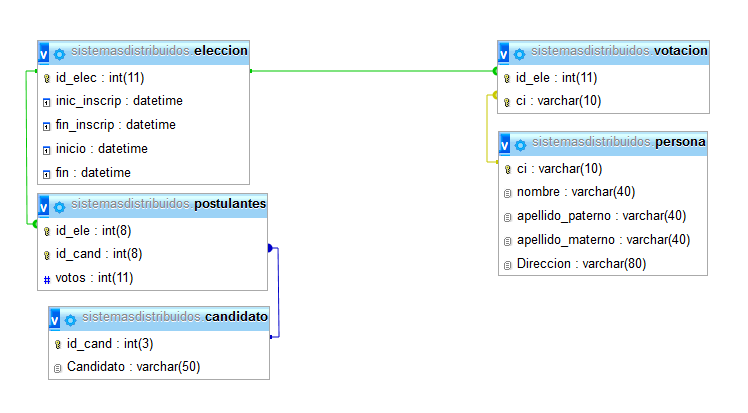 sistemasdistribuidos.eleccion
id_elec : int(11)
inic_inscrip : datetime
fin_inscrip : datetime
inicio : datetime
fin : datetime
sistemasdistribuidos.postulantes
id_ele : int(8)
id_cand : int(8)
# votos : int(11)
sistemasdistribuidos.candidato
id_cand : int(3)
Candidato : varchar(50)
sistemasdistribuidos.votacion
id_ele : int(11)
ci : varchar(10)
sistemasdistribuidos.persona
ci : varchar(10)
nombre : varchar(40)
apellido_paterno : varchar(40)
apellido_materno : varchar(40)
Direccion : varchar(80)